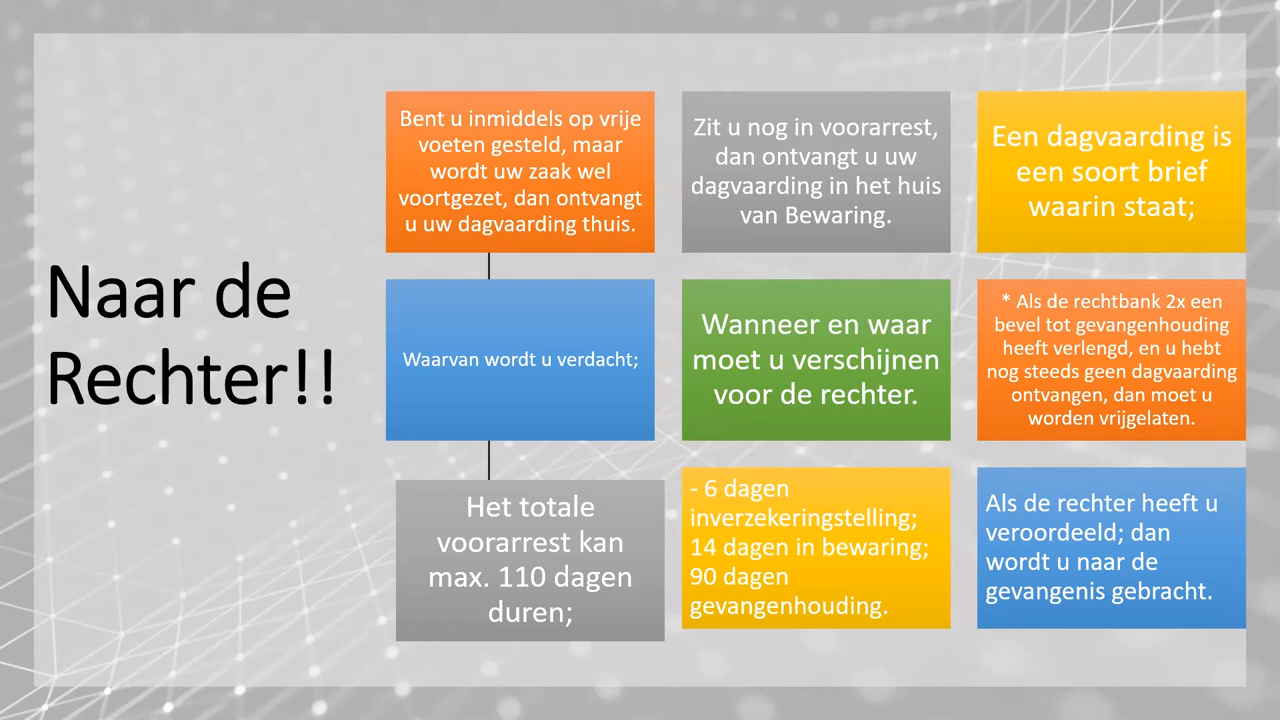 Naar de
Rechter!!
Bent u inmiddels op vrije
voeten gesteld, maar
wordt uw zaak wel
voortgezet, dan ontvangt
u uw dagvaarding thuis.
Zit u nog in voorarrest,
dan ontvangt u uw
dagvaarding in het huis
van Bewaring.
Een dagvaarding is
een soort brief
waarin staat;
Waarvan wordt u verdacht;
Wanneer en waar
moet u verschijnen
voor de rechter.
* Als de rechtbank 2x een
bevel tot gevangenhouding
heeft verlengd, en u hebt
nog steeds geen dagvaarding
ontvangen, dan moet u
worden vrijgelaten.
Het totale
voorarrest kan
max. 110 dagen
duren;
- 6 dagen
inverzekeringstelling;
14 dagen in bewaring;
90 dagen
gevangenhouding.
Als de rechter heeft u
veroordeeld; dan
wordt u naar de
gevangenis gebracht.